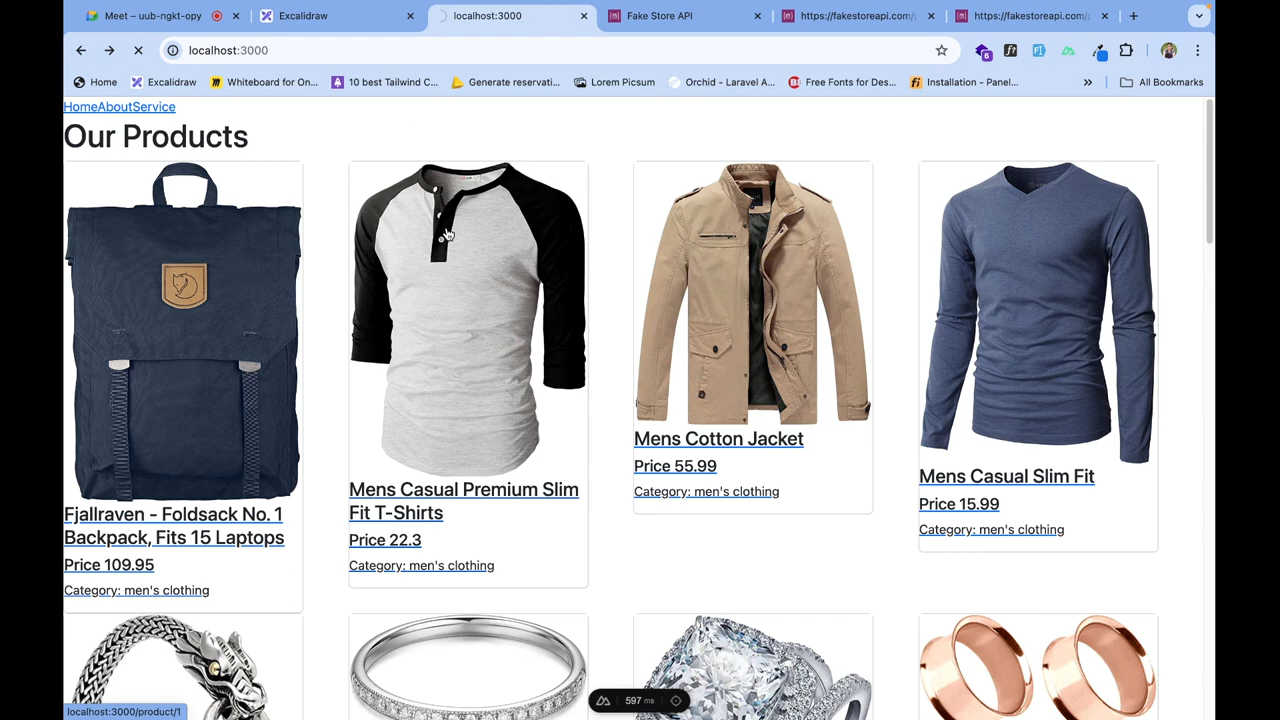 Meet – uub-ngkt-opy
Excalidraw
localhost:3000
Fake Store API
https://fakestoreapi.com/
https://fakestoreapi.com/
localhost:3000
6
Home
Excalidraw
Whiteboard for On...
10 best Tailwind C...
Generate reservati...
Lorem Picsum
Orchid - Laravel A...
Free Fonts for Des...
Installation - Panel...
»
All Bookmarks
HomeAboutService
Our Products
Fjallraven - Foldsack No. 1
Backpack, Fits 15 Laptops
Price 109.95
Category: men's clothing
Mens Casual Premium Slim
Fit T-Shirts
Price 22.3
Category: men's clothing
Mens Cotton Jacket
Price 55.99
Category: men's clothing
Mens Casual Slim Fit
Price 15.99
Category: men's clothing
597 ms
localhost:3000/product/1